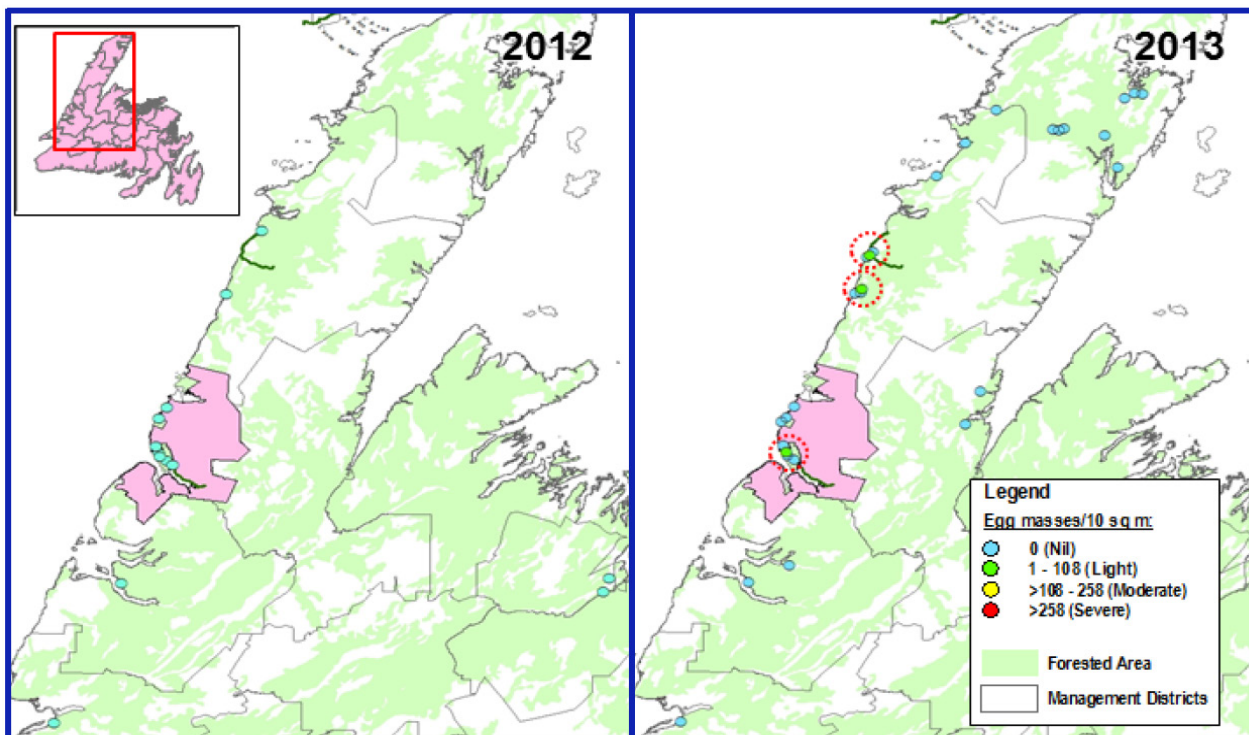 2012
2013
Legend
Egg masses/10 sq m:
0 (Nil)
1 - 108 (Light)
>108 - 258 (Moderate)
>258 (Severe)
Forested Area
Management Districts